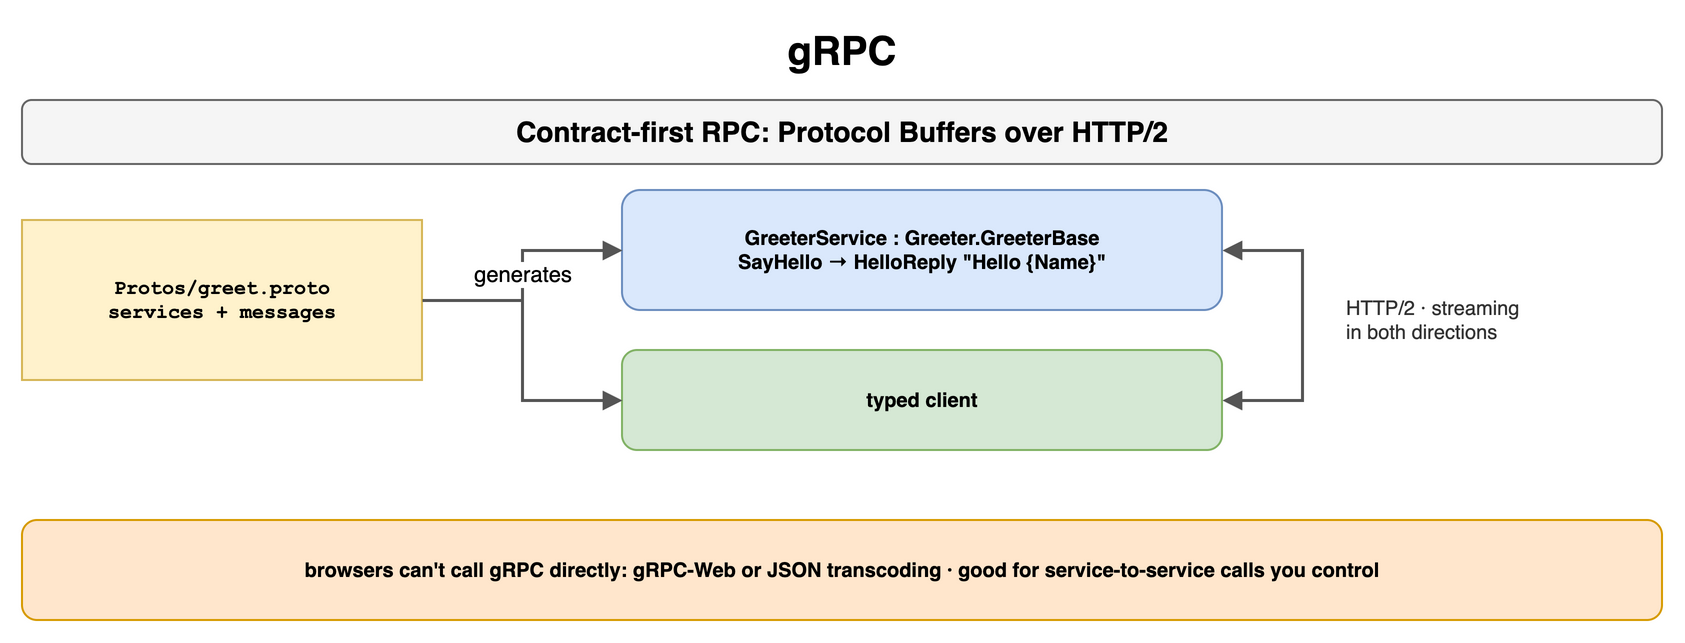 gRPC
Contract-first RPC: Protocol Buffers over HTTP/2
Protos/greet.proto
services + messages
generates
GreeterService : Greeter.GreeterBase
SayHello → HelloReply "Hello {Name}"
typed client
HTTP/2 · streaming
in both directions
browsers can't call gRPC directly: gRPC-Web or JSON transcoding · good for service-to-service calls you control